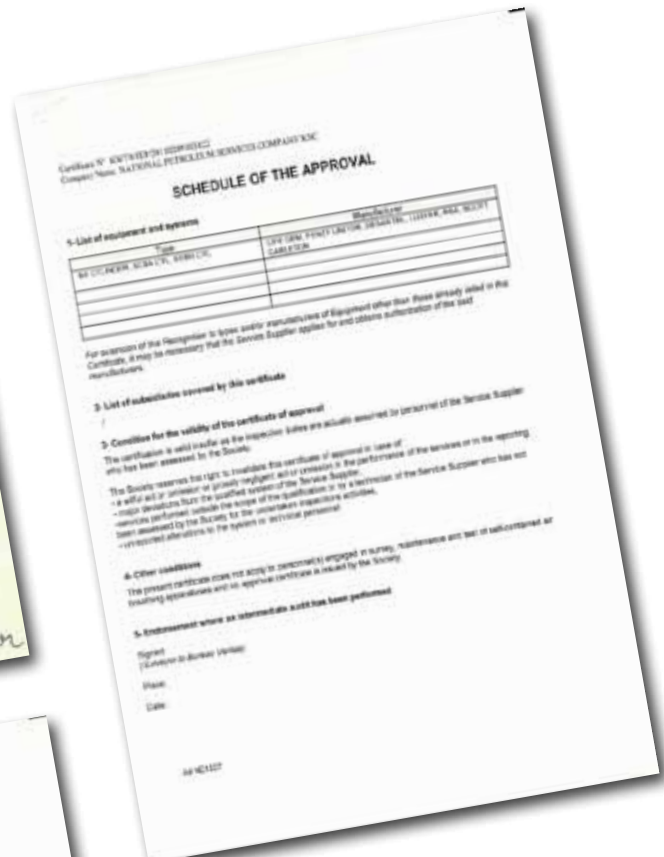 Certificate N°
Company Name: NATIONAL PETROLEUM SERVICES COMPANY KSC
SCHEDULE OF THE APPROVAL
1- List of equipment and systems
Type
Manufacturer
For extension of the Recognition to types and/or manufacturers of Equipment other than those already listed in this
Certificate, it may be necessary that the Service Supplier applies for and obtains authorization of the said
manufacturers.
2- List of subsidiaries covered by this certificate
/
3- Condition for the validity of the certificate of approval
The certification is valid insofar as the inspection duties are actually assumed by personnel of the Service Supplier
who has been assessed by the Society.
The Society reserves the right to invalidate this certificate of approval in case of:
- a wilful act or omission or grossly negligent act or omission in the performance of the services or in the reporting
- major deviations from the qualified system of the Service Supplier,
-services performed outside the scope of the qualification or by a technician of the Service Supplier who has not
been assessed by the Society for the undertaken inspections activities,
- unreported alterations to the system or technical personnel
4- Other conditions
The present certificate does not apply to personnel(s) engaged in survey, maintenance and test of self-contained air
breathing apparatuses and no approval certificate is issued by the Society.
5- Endorsement where an intermediate audit has been performed
Signed
(Surveyor to Bureau Veritas)
Place:
Date: